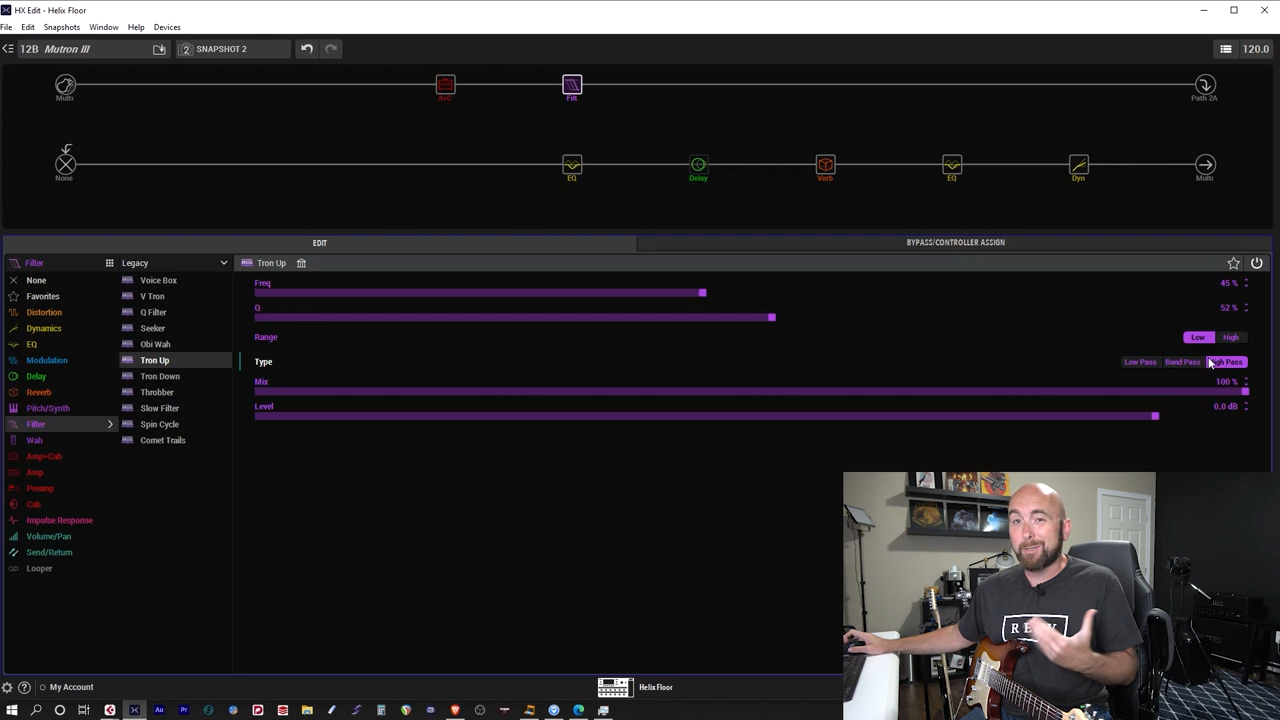 HX Edit - Helix Floor
File Edit Snapshots Window Help Devices
12B Mutron III 2 SNAPSHOT 2 120.0
Multi A+C Filt Path 2A
None EQ Delay Verb EQ Dyn Multi
EDIT BYPASS/CONTROLLER ASSIGN
Filter Legacy Tron Up
None Voice Box Freq 45 %
Favorites V Tron
Distortion Q Filter Q 52 %
Dynamics Seeker
EQ Obi Wah Range Low High
Modulation Tron Up Type Low Pass Band Pass High Pass
Delay Tron Down Mix 100 %
Reverb Throbber
Pitch/Synth Slow Filter Level 0.0 dB
Filter Spin Cycle
Wah Comet Trails
Amp+Cab
Amp
Preamp
Cab
Impulse Response
Volume/Pan
Send/Return
Looper
My Account Helix Floor